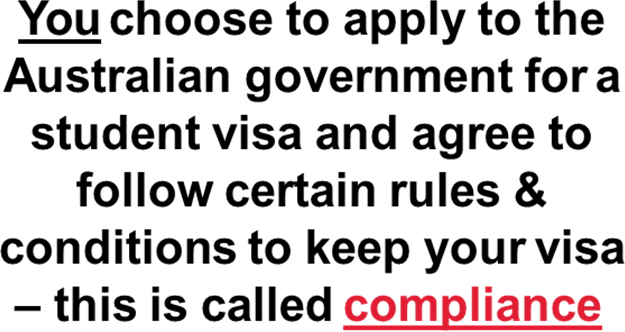 You choose to apply to the
Australian government for a
student visa and agree to
follow certain rules &
conditions to keep your visa
– this is called compliance